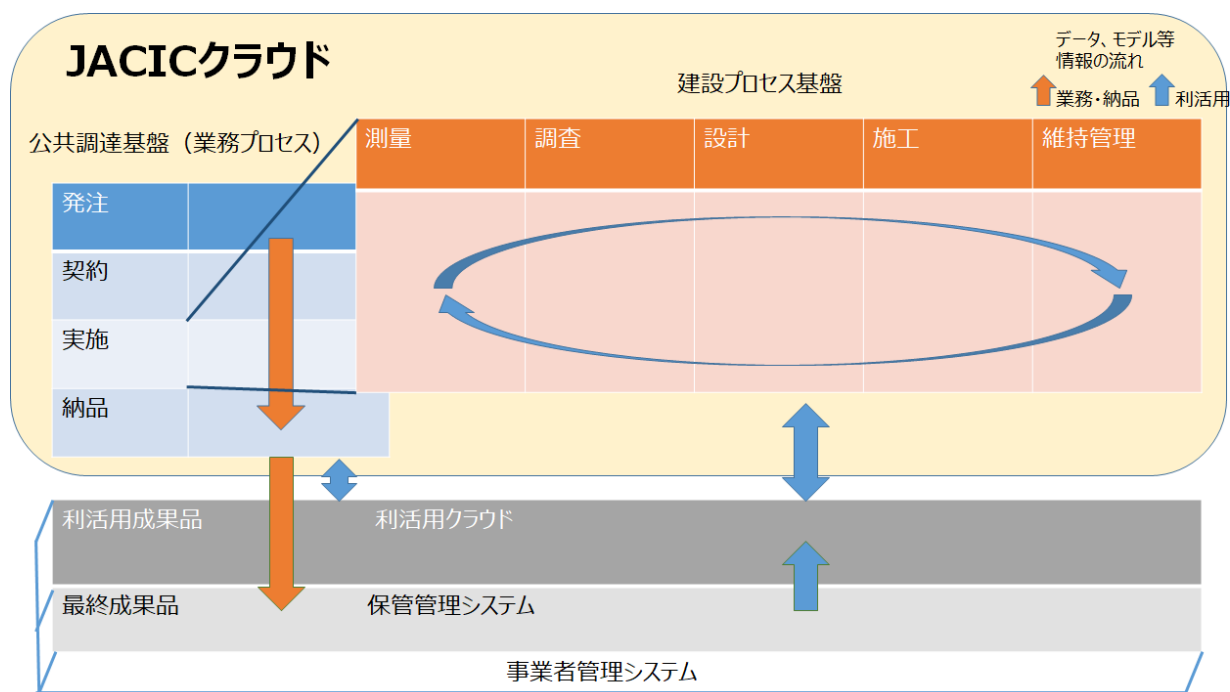 JACICクラウド
データ、モデル等
情報の流れ
業務・納品 利活用
建設プロセス基盤
公共調達基盤（業務プロセス）
測量 調査 設計 施工 維持管理
発注
契約
実施
納品
利活用成果品 利活用クラウド
最終成果品 保管管理システム
事業者管理システム